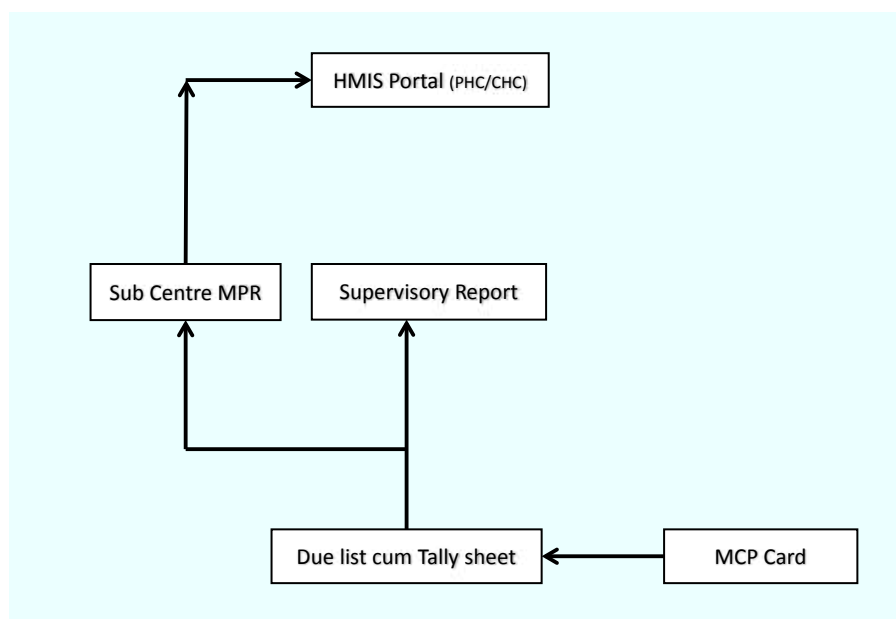 HMIS Portal (PHC/CHC)
Sub Centre MPR
Supervisory Report
Due list cum Tally sheet
MCP Card